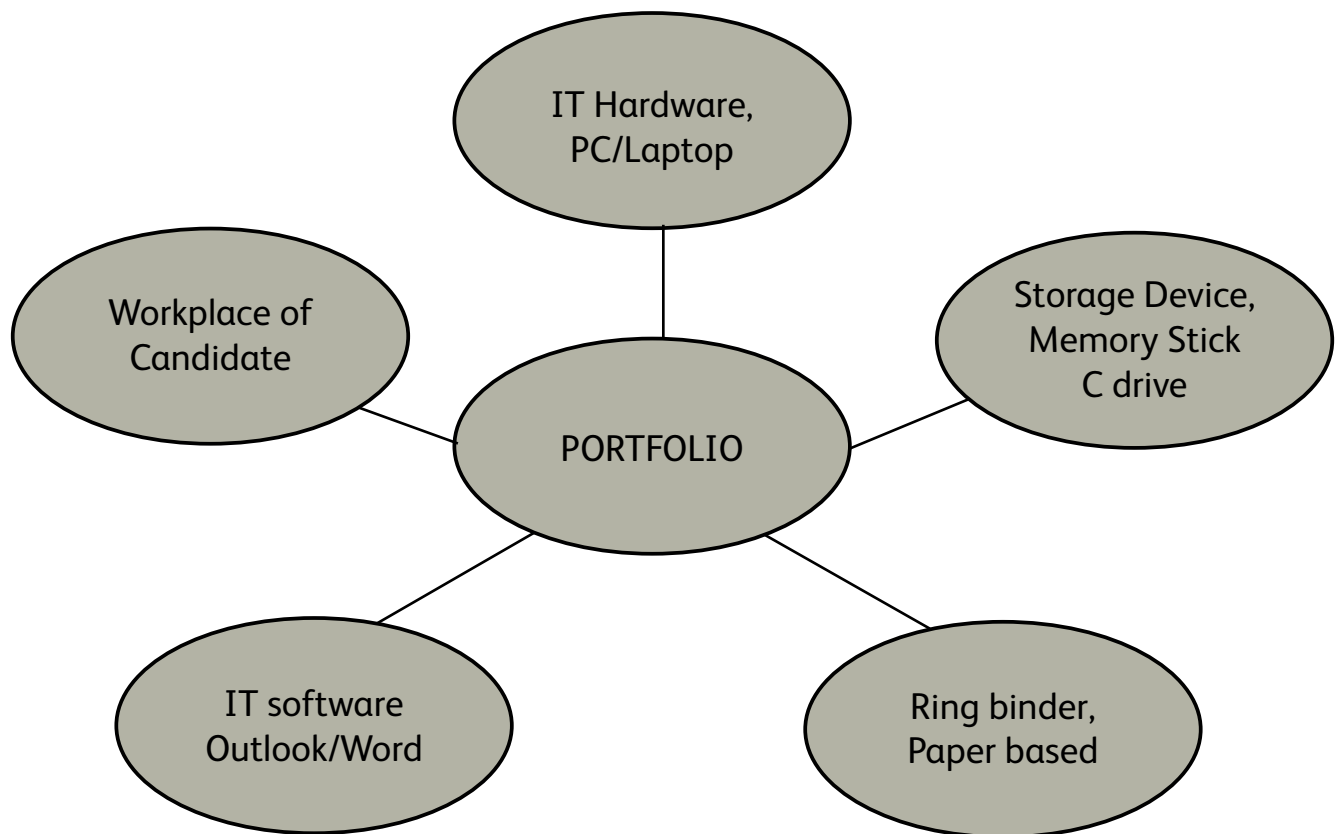 IT Hardware,
PC/Laptop
Workplace of
Candidate
Storage Device,
Memory Stick
C drive
PORTFOLIO
IT software
Outlook/Word
Ring binder,
Paper based